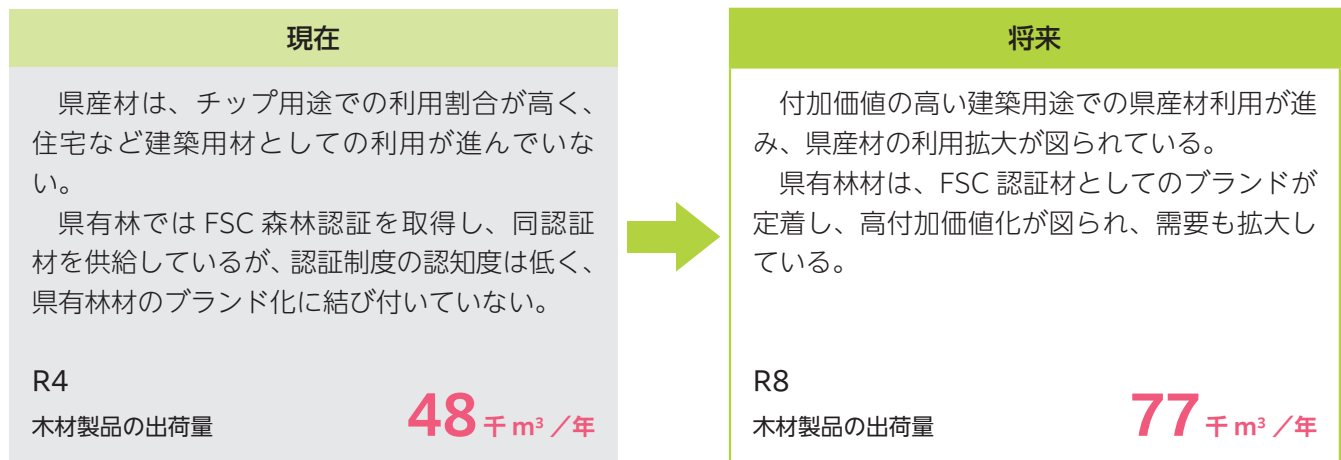 現在
県産材は、チップ用途での利用割合が高く、
住宅など建築用材としての利用が進んでいな
い。
県有林では FSC 森林認証を取得し、同認証
材を供給しているが、認証制度の認知度は低く、
県有林材のブランド化に結び付いていない。
R4
木材製品の出荷量 48 千 m³ ／年
将来
付加価値の高い建築用途での県産材利用が進
み、県産材の利用拡大が図られている。
県有林材は、FSC 認証材としてのブランドが
定着し、高付加価値化が図られ、需要も拡大し
ている。
R8
木材製品の出荷量 77 千 m³ ／年